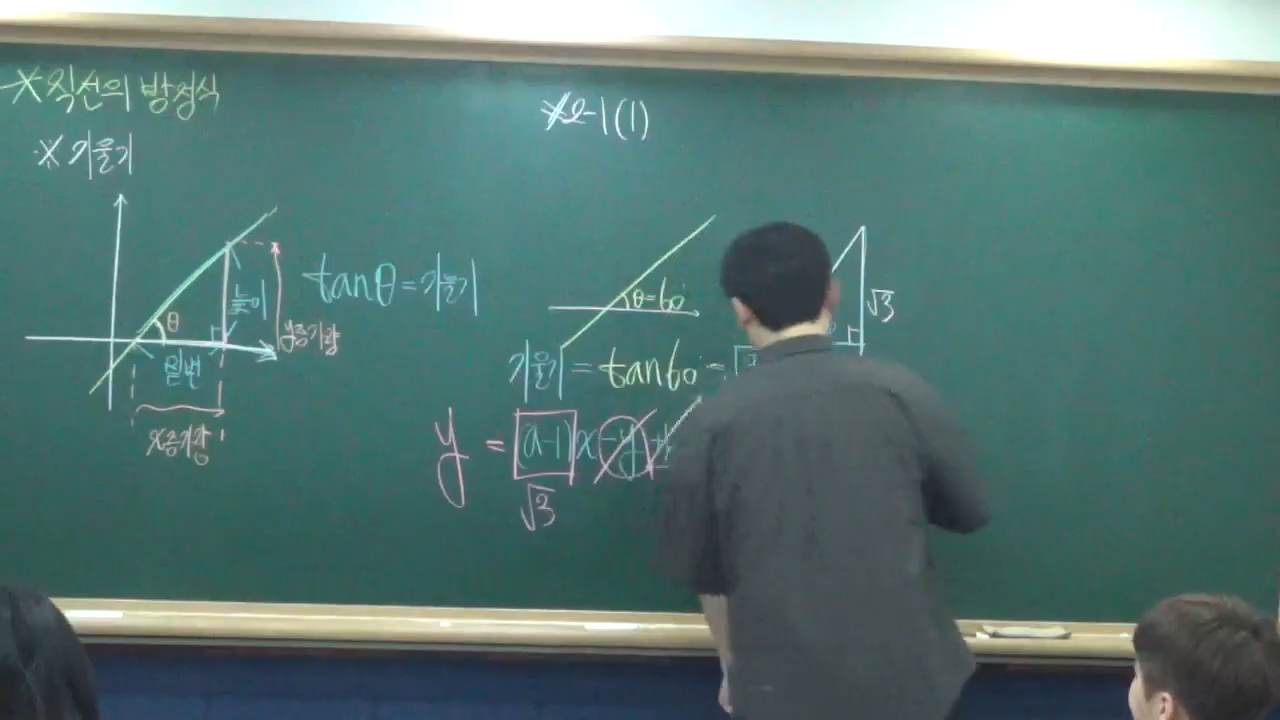 ※직선의 방정식
※기울기
θ
높이
밑변
y증가량
x증가량
tanθ=기울기
※2-1(1)
θ=60°
√3
기울기=tan60°=√3
y=(a-1)x-y+
√3